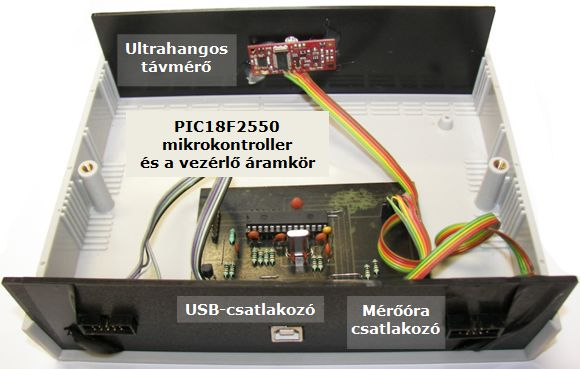 Ultrahangos
távmérő
PIC18F2550
mikrokontroller
és a vezérlő áramkör
USB-csatlakozó
Mérőóra
csatlakozó